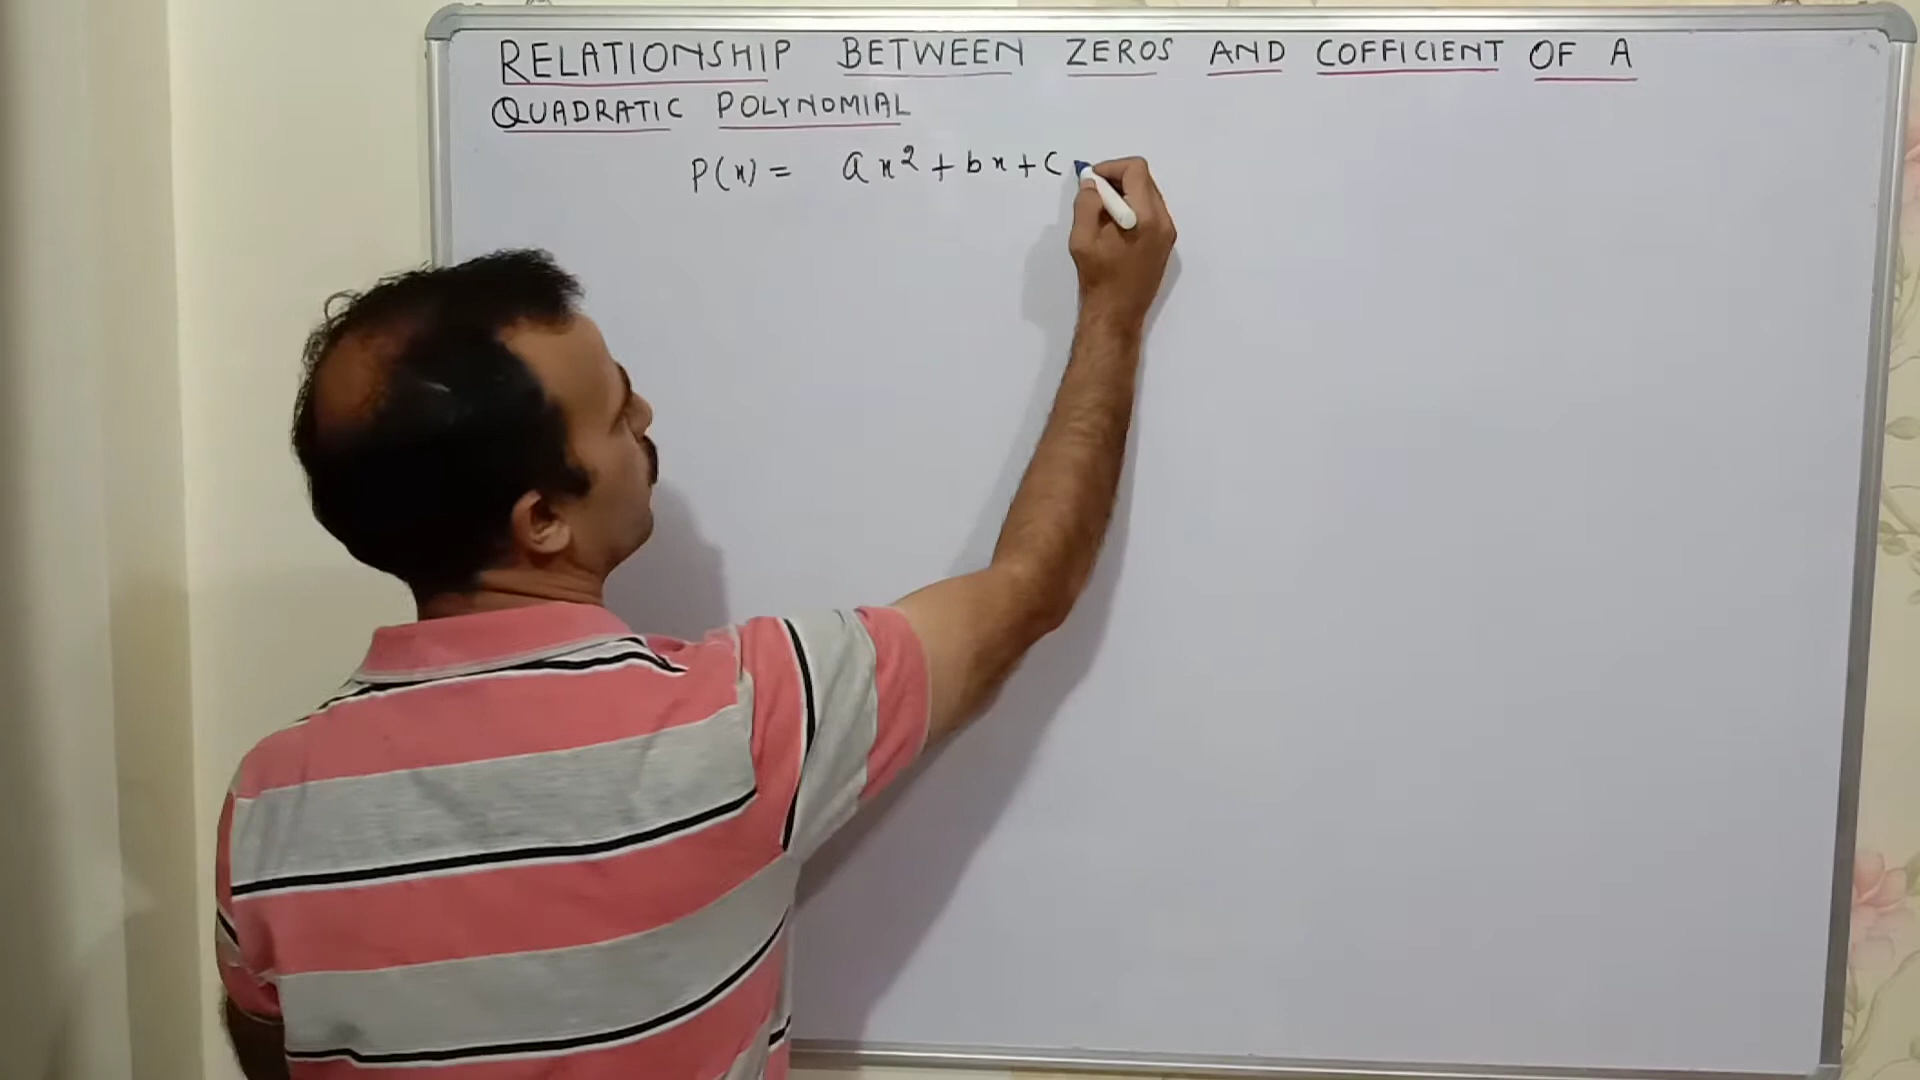 RELATIONSHIP BETWEEN ZEROS AND COFFICIENT OF A
QUADRATIC POLYNOMIAL
P(x) = ax² + bx + c